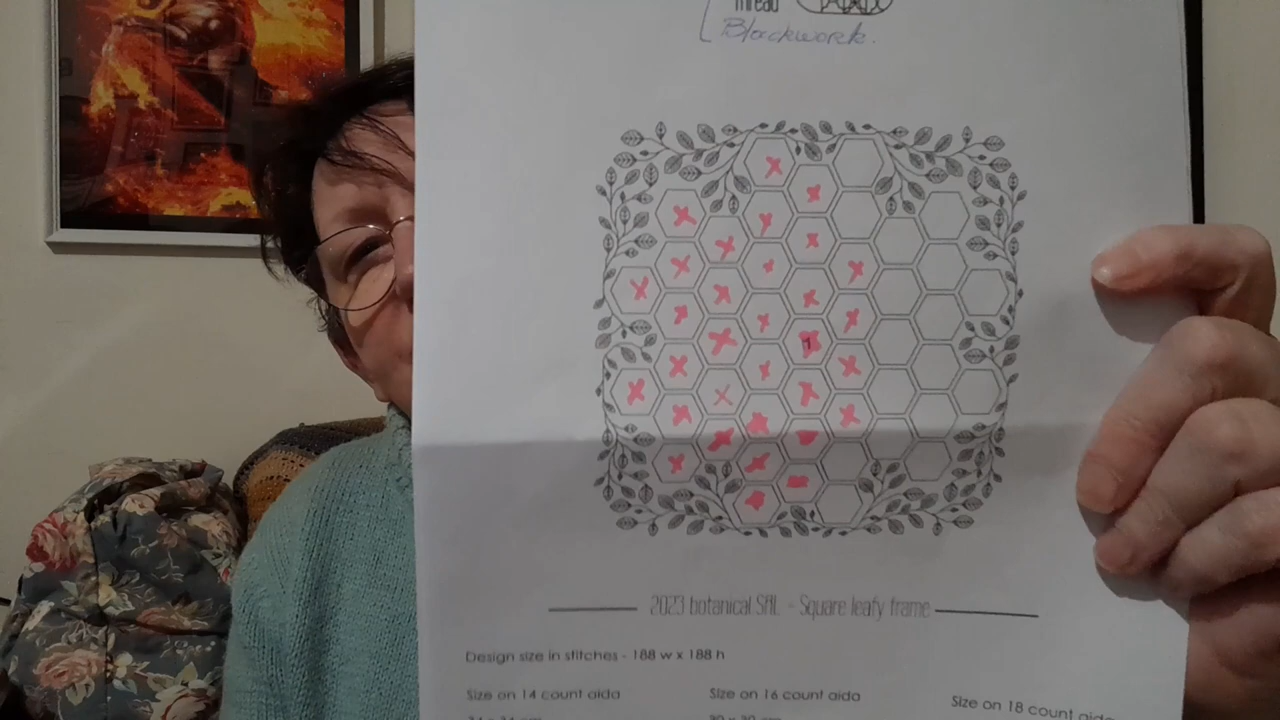 Thread
Blackwork.
1
2023 botanical SAL - Square leafy frame
Design size in stitches - 188 w x 188 h
Size on 14 count aida
Size on 16 count aida
Size on 18 count aida